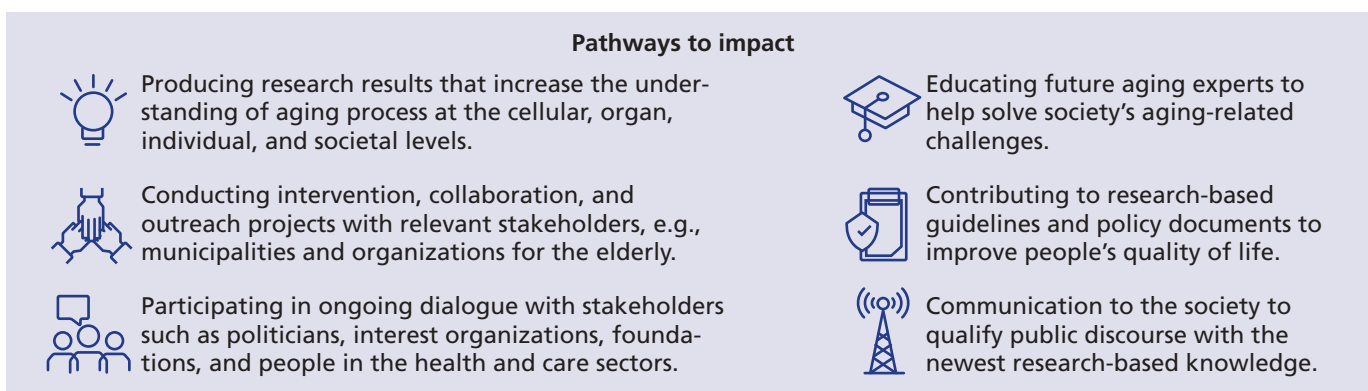 Pathways to impact
Producing research results that increase the under-
standing of aging process at the cellular, organ,
individual, and societal levels.
Conducting intervention, collaboration, and
outreach projects with relevant stakeholders, e.g.,
municipalities and organizations for the elderly.
Participating in ongoing dialogue with stakeholders
such as politicians, interest organizations, founda-
tions, and people in the health and care sectors.
Educating future aging experts to
help solve society’s aging-related
challenges.
Contributing to research-based
guidelines and policy documents to
improve people’s quality of life.
Communication to the society to
qualify public discourse with the
newest research-based knowledge.